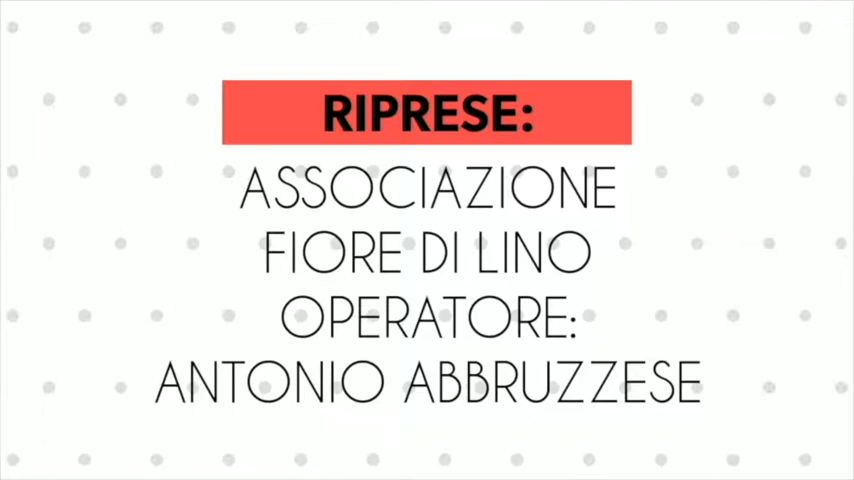 RIPRESE:
ASSOCIAZIONE
FIORE DI LINO
OPERATORE:
ANTONIO ABBRUZZESE